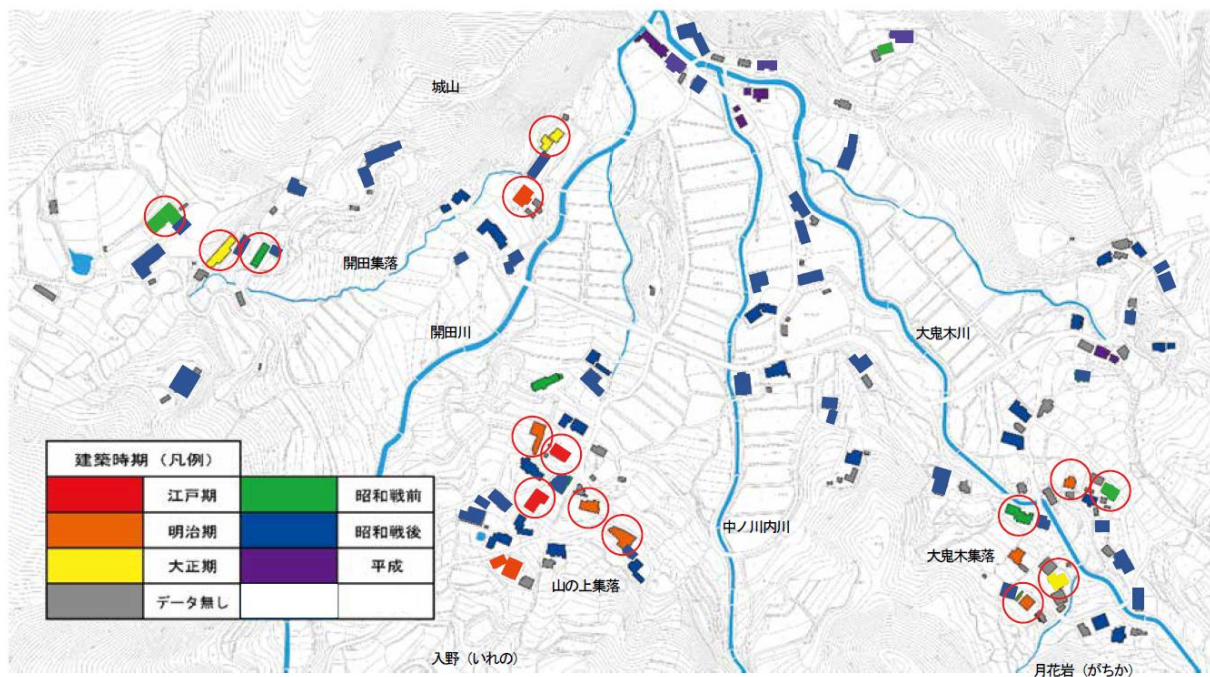 城山
開田集落
開田川
大鬼木川
建築時期（凡例）
江戸期 昭和戦前
明治期 昭和戦後
大正期 平成
データ無し
中ノ川内川
大鬼木集落
山の上集落
入野（いれの）
月花岩（がちか）